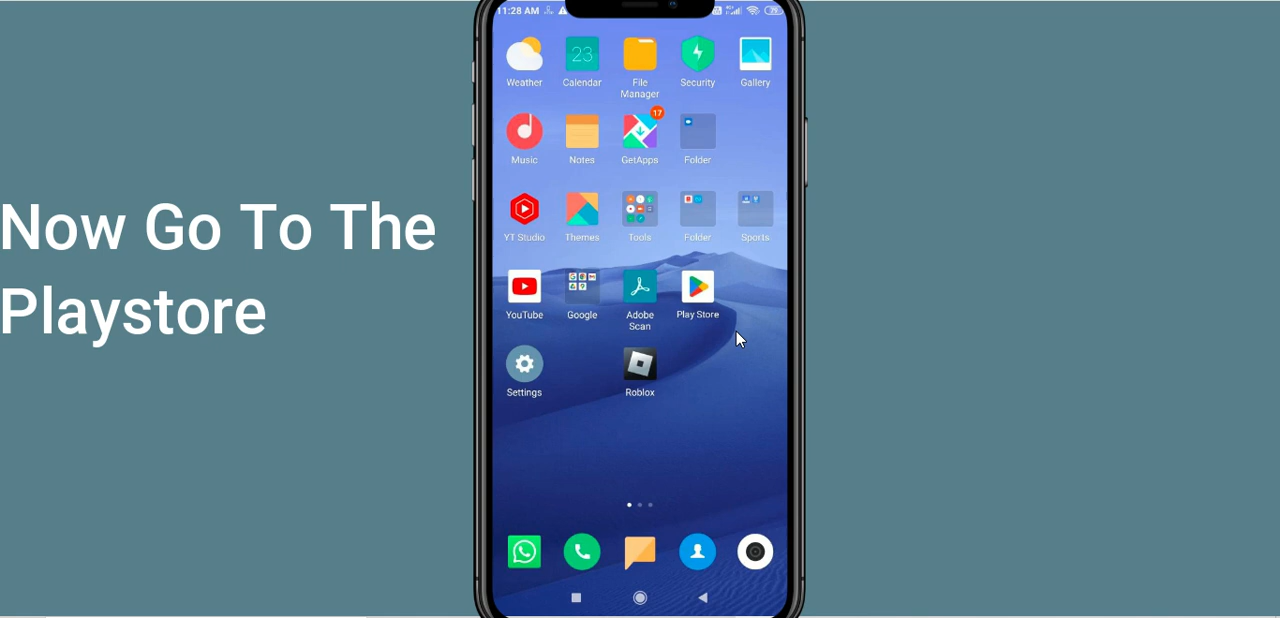 11:28 AM
Now Go To The
Playstore
23
Weather
Calendar
File
Manager
Security
Gallery
17
Music
Notes
GetApps
Folder
YT Studio
Themes
Tools
Folder
Sports
YouTube
Google
Adobe
Scan
Play Store
Settings
Roblox